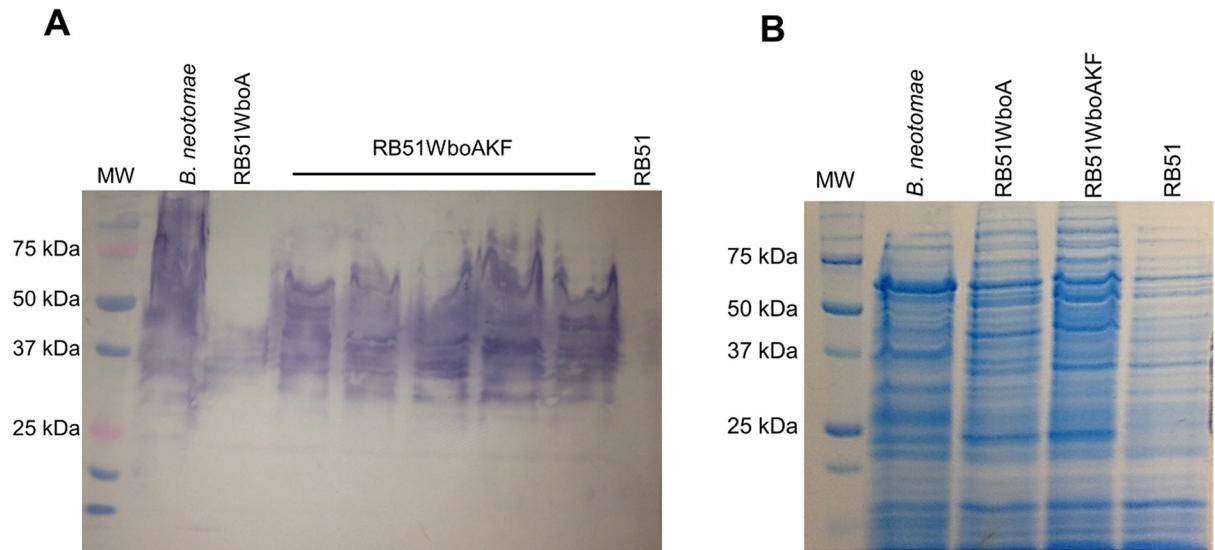 A
MW
B. neotomae
RB51WboA
RB51WboAKF
RB51
75 kDa
50 kDa
37 kDa
25 kDa
B
MW
B. neotomae
RB51WboA
RB51WboAKF
RB51
75 kDa
50 kDa
37 kDa
25 kDa